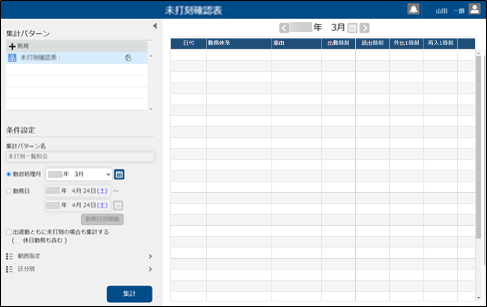 未打刻確認表
山田 一朗
集計パターン
新規
未打刻確認表：
年 3月
日付 勤務体系 事由 出勤時刻 退出時刻 外出1時刻 再入1時刻
条件設定
集計パターン名
未打刻一覧照会
勤怠処理月 年 3月
勤務日 年 4月24日(土) ～
年 4月24日(土)
勤務日初期値
出退勤ともに未打刻の場合も集計する
( 休日勤務も含む )
範囲指定
区分別
集計